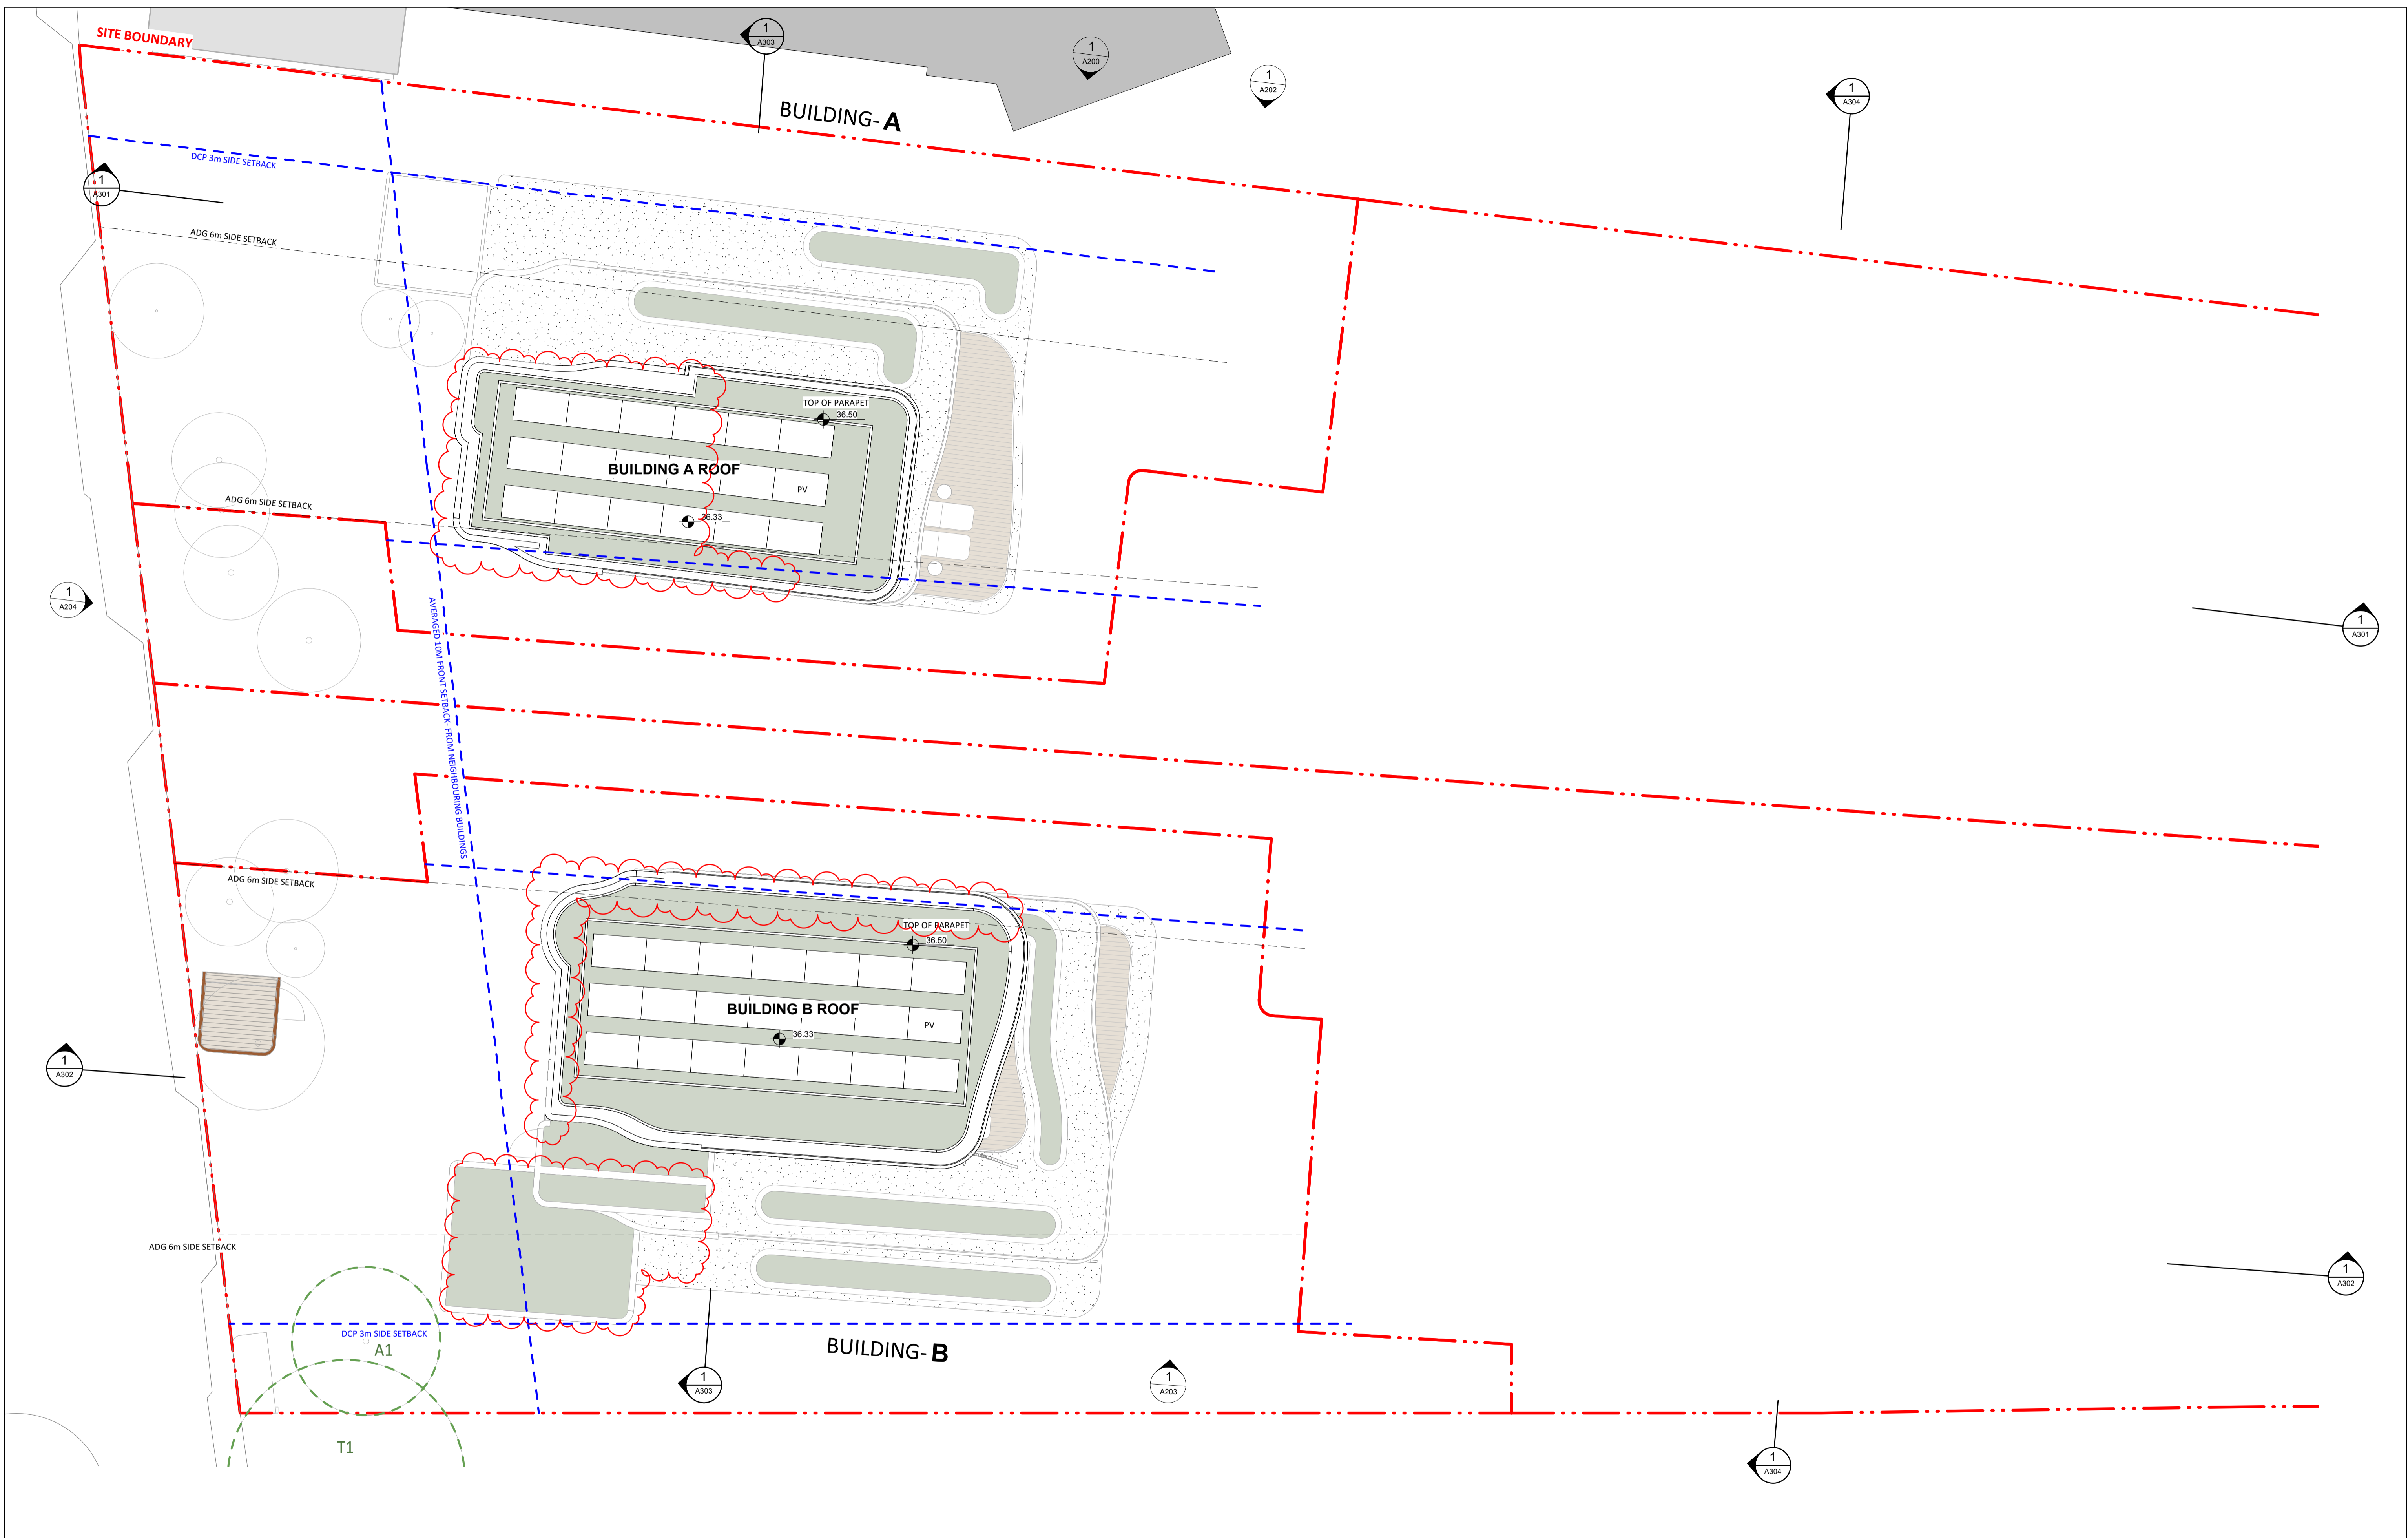 SITE BOUNDARY
1
A303
1
A200
1
A202
1
A304
BUILDING- A
DCP 3m SIDE SETBACK
1
A301
ADG 6m SIDE SETBACK
TOP OF PARAPET
36.50
BUILDING A ROOF
PV
ADG 6m SIDE SETBACK
36.33
1
A204
AVERAGED 10M FRONT SETBACK- FROM NEIGHBOURING BUILDINGS
1
A301
ADG 6m SIDE SETBACK
TOP OF PARAPET
36.50
BUILDING B ROOF
PV
36.33
1
A302
ADG 6m SIDE SETBACK
1
A302
DCP 3m SIDE SETBACK
A1
BUILDING- B
1
A303
1
A203
T1
1
A304